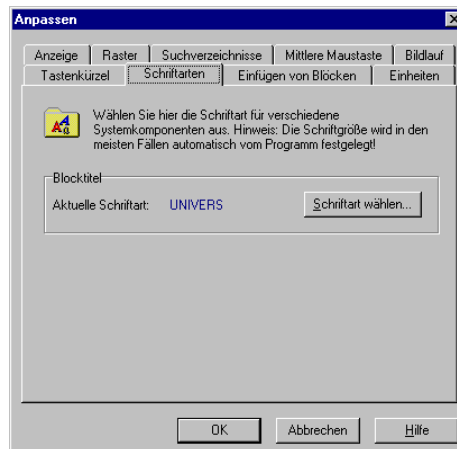 Anpassen
Anzeige Raster Suchverzeichnisse Mittlere Maustaste Bildlauf
Tastenkürzel Schriftarten Einfügen von Blöcken Einheiten
Wählen Sie hier die Schriftart für verschiedene
Systemkomponenten aus. Hinweis: Die Schriftgröße wird in den
meisten Fällen automatisch vom Programm festgelegt!
Blocktitel
Aktuelle Schriftart: UNIVERS Schriftart wählen...
OK Abbrechen Hilfe